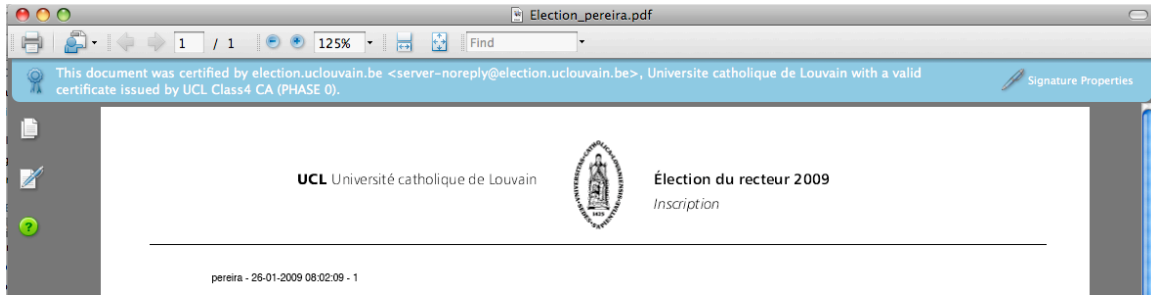 Election_pereira.pdf
1 / 1 125% Find
This document was certified by election.uclouvain.be <server-noreply@election.uclouvain.be>, Universite catholique de Louvain with a valid
certificate issued by UCL Class4 CA (PHASE 0).
Signature Properties
UCL Université catholique de Louvain
Élection du recteur 2009
Inscription
pereira - 26-01-2009 08:02:09 - 1